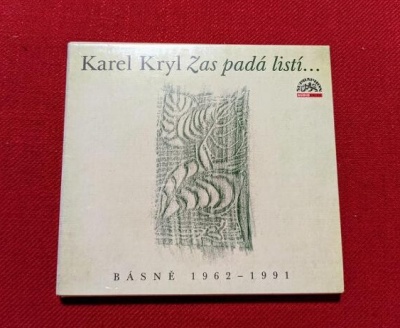 Karel Kryl Zas padá listí...
BÁSNĚ 1962–1991